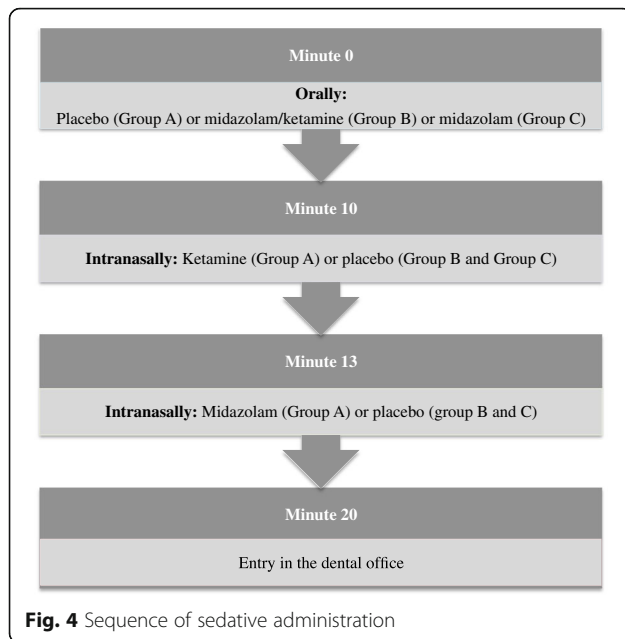 Minute 0
Orally:
Placebo (Group A) or midazolam/ketamine (Group B) or midazolam (Group C)
Minute 10
Intranasally: Ketamine (Group A) or placebo (Group B and Group C)
Minute 13
Intranasally: Midazolam (Group A) or placebo (group B and C)
Minute 20
Entry in the dental office
Fig. 4 Sequence of sedative administration